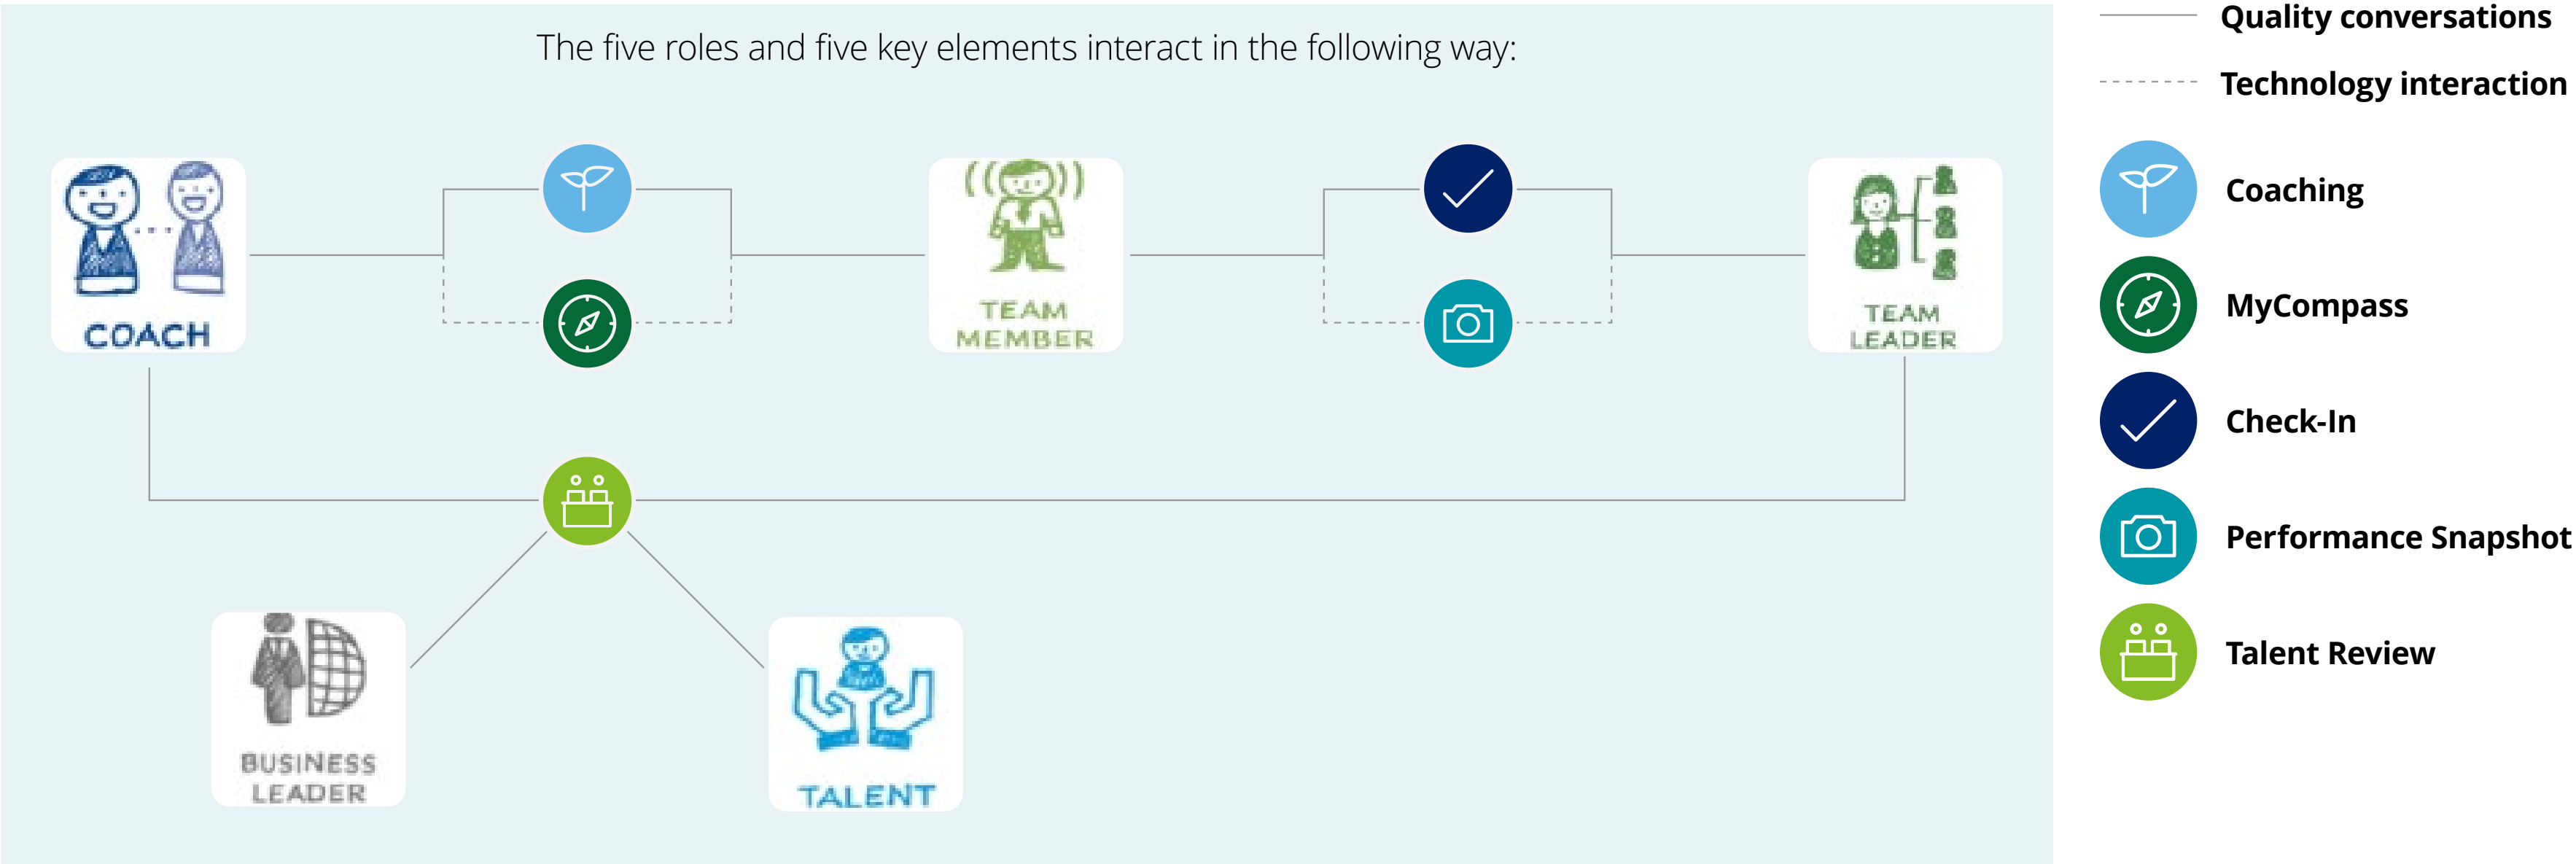 The five roles and five key elements interact in the following way:
COACH
TEAM
MEMBER
TEAM
LEADER
BUSINESS
LEADER
TALENT
Quality conversations
Technology interaction
Coaching
MyCompass
Check-In
Performance Snapshot
Talent Review